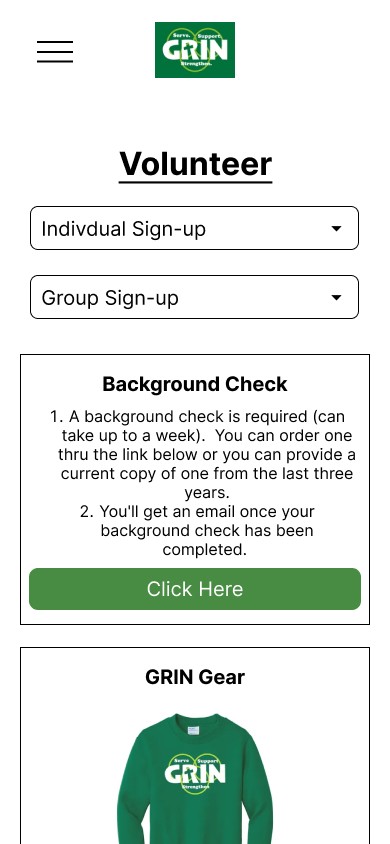 Serve. Support.
GRIN
Strengthen.
Volunteer
Indivdual Sign-up
Group Sign-up
Background Check
1. A background check is required (can
take up to a week).  You can order one
thru the link below or you can provide a
current copy of one from the last three
years.
2. You'll get an email once your
background check has been
completed.
Click Here
GRIN Gear
Serve Support
GRIN
Strengthen